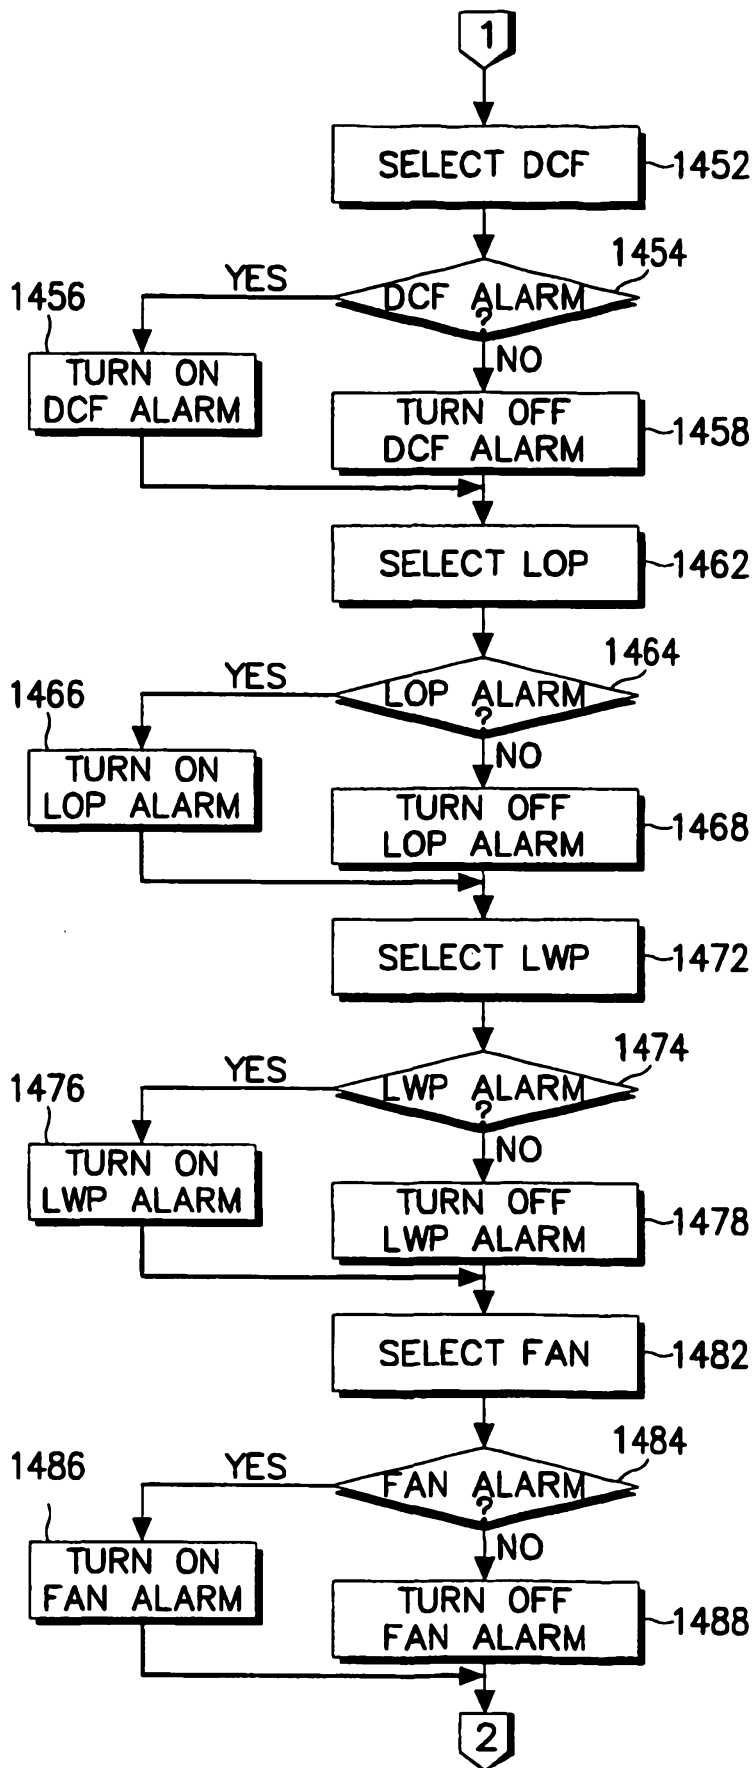 1
SELECT DCF
1452
1454
DCF ALARM
?
YES
1456
TURN ON
DCF ALARM
NO
TURN OFF
DCF ALARM
1458
SELECT LOP
1462
1464
LOP ALARM
?
YES
1466
TURN ON
LOP ALARM
NO
TURN OFF
LOP ALARM
1468
SELECT LWP
1472
1474
LWP ALARM
?
YES
1476
TURN ON
LWP ALARM
NO
TURN OFF
LWP ALARM
1478
SELECT FAN
1482
1484
FAN ALARM
?
YES
1486
TURN ON
FAN ALARM
NO
TURN OFF
FAN ALARM
1488
2